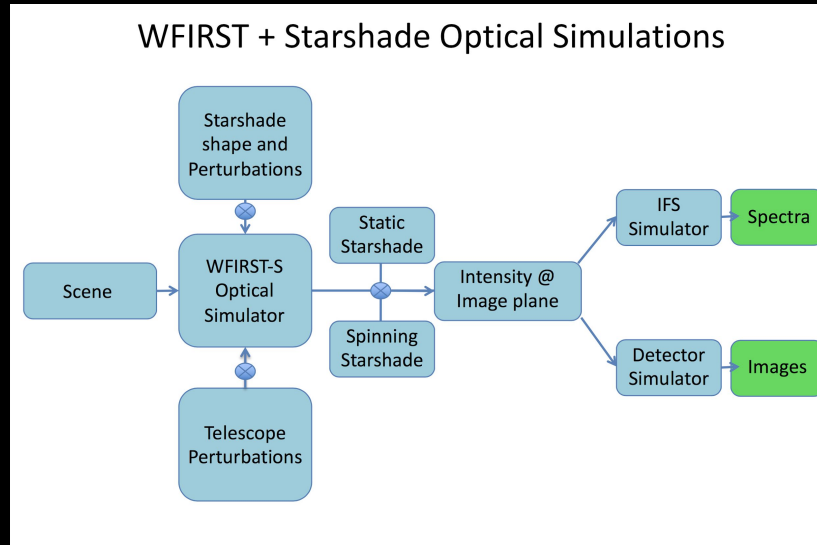 WFIRST + Starshade Optical Simulations
Starshade
shape and
Perturbations
Static
Starshade
IFS
Simulator
Spectra
Scene
WFIRST-S
Optical
Simulator
Intensity @
Image plane
Spinning
Starshade
Detector
Simulator
Images
Telescope
Perturbations